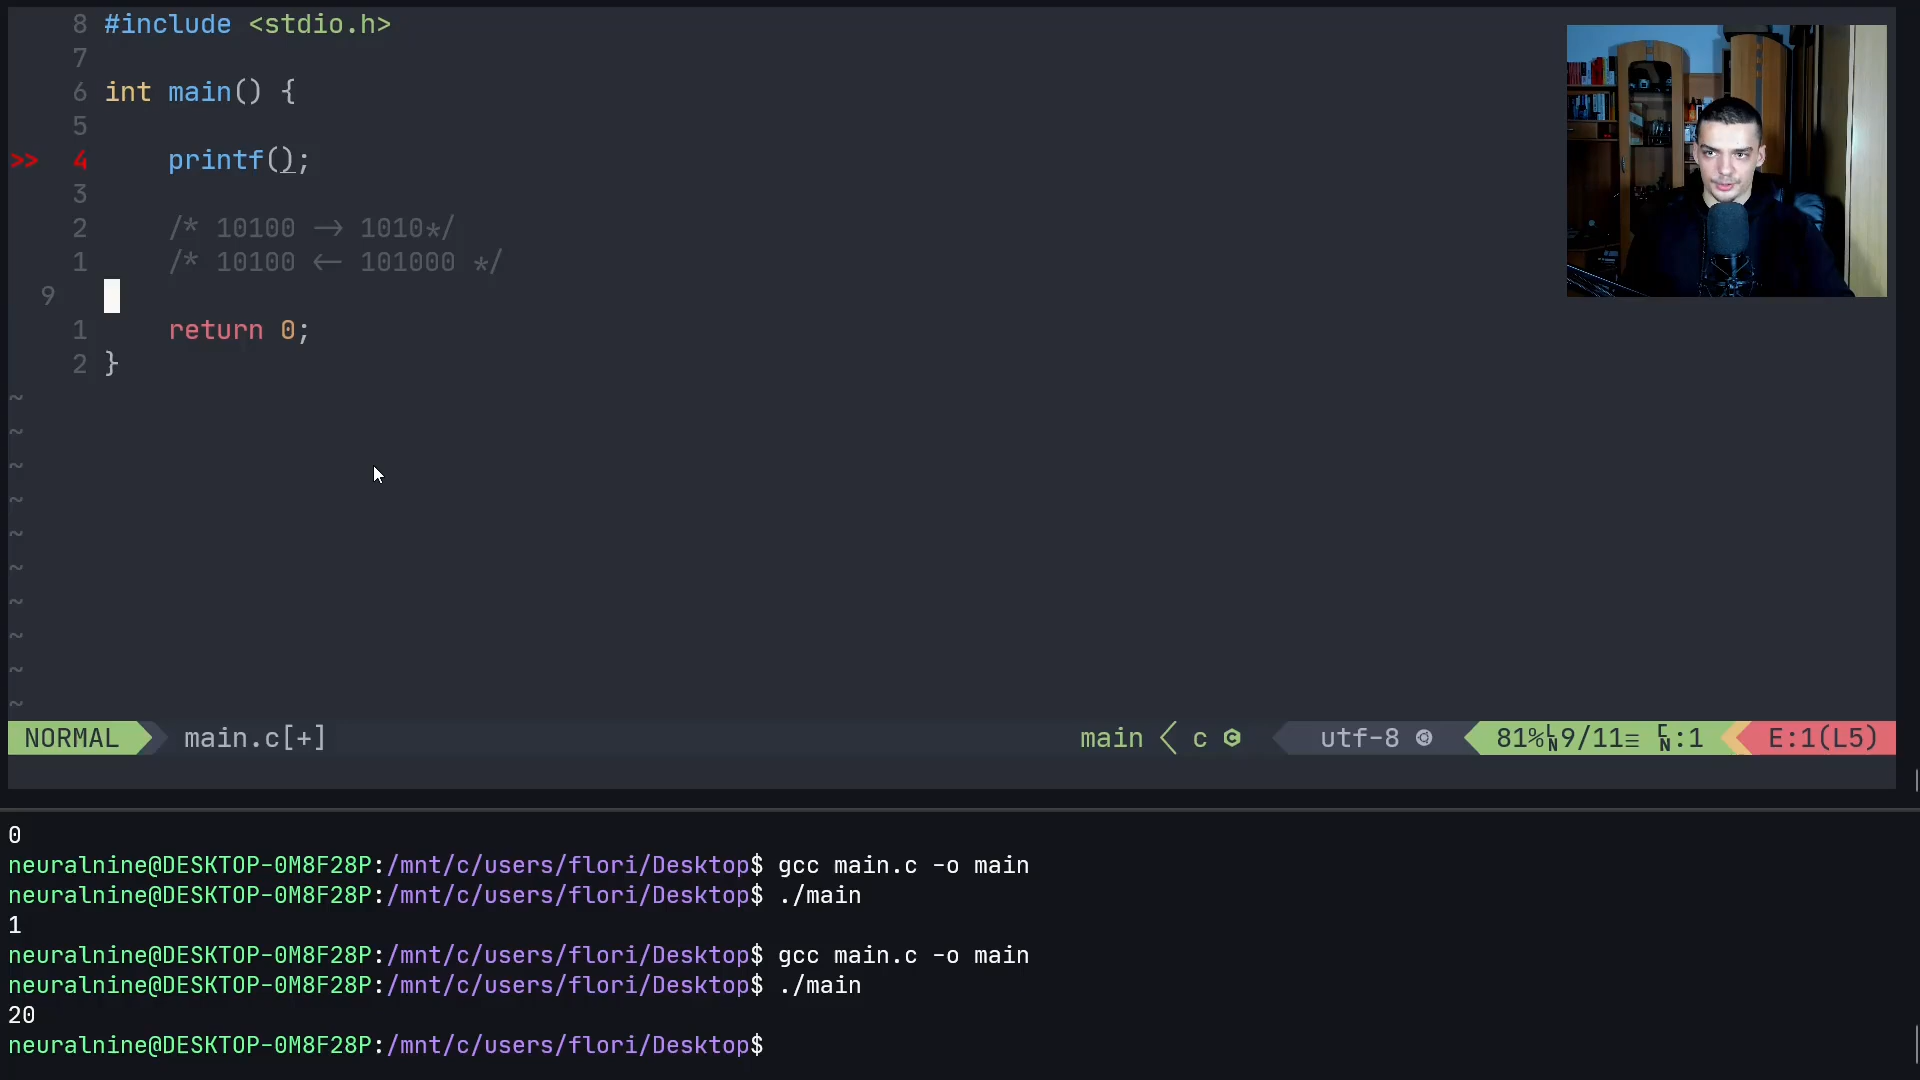 8 #include <stdio.h>
7
6 int main() {
5
>> 4 printf();
3
2 /* 10100 -> 1010*/
1 /* 10100 <- 101000 */
9
1 return 0;
2 }
~
~
~
~
~
~
~
~
~
~
NORMAL main.c[+] main < c utf-8 81% LN 9/11≡ CN:1 E:1(L5)
0
neuralnine@DESKTOP-0M8F28P:/mnt/c/users/flori/Desktop$ gcc main.c -o main
neuralnine@DESKTOP-0M8F28P:/mnt/c/users/flori/Desktop$ ./main
1
neuralnine@DESKTOP-0M8F28P:/mnt/c/users/flori/Desktop$ gcc main.c -o main
neuralnine@DESKTOP-0M8F28P:/mnt/c/users/flori/Desktop$ ./main
20
neuralnine@DESKTOP-0M8F28P:/mnt/c/users/flori/Desktop$